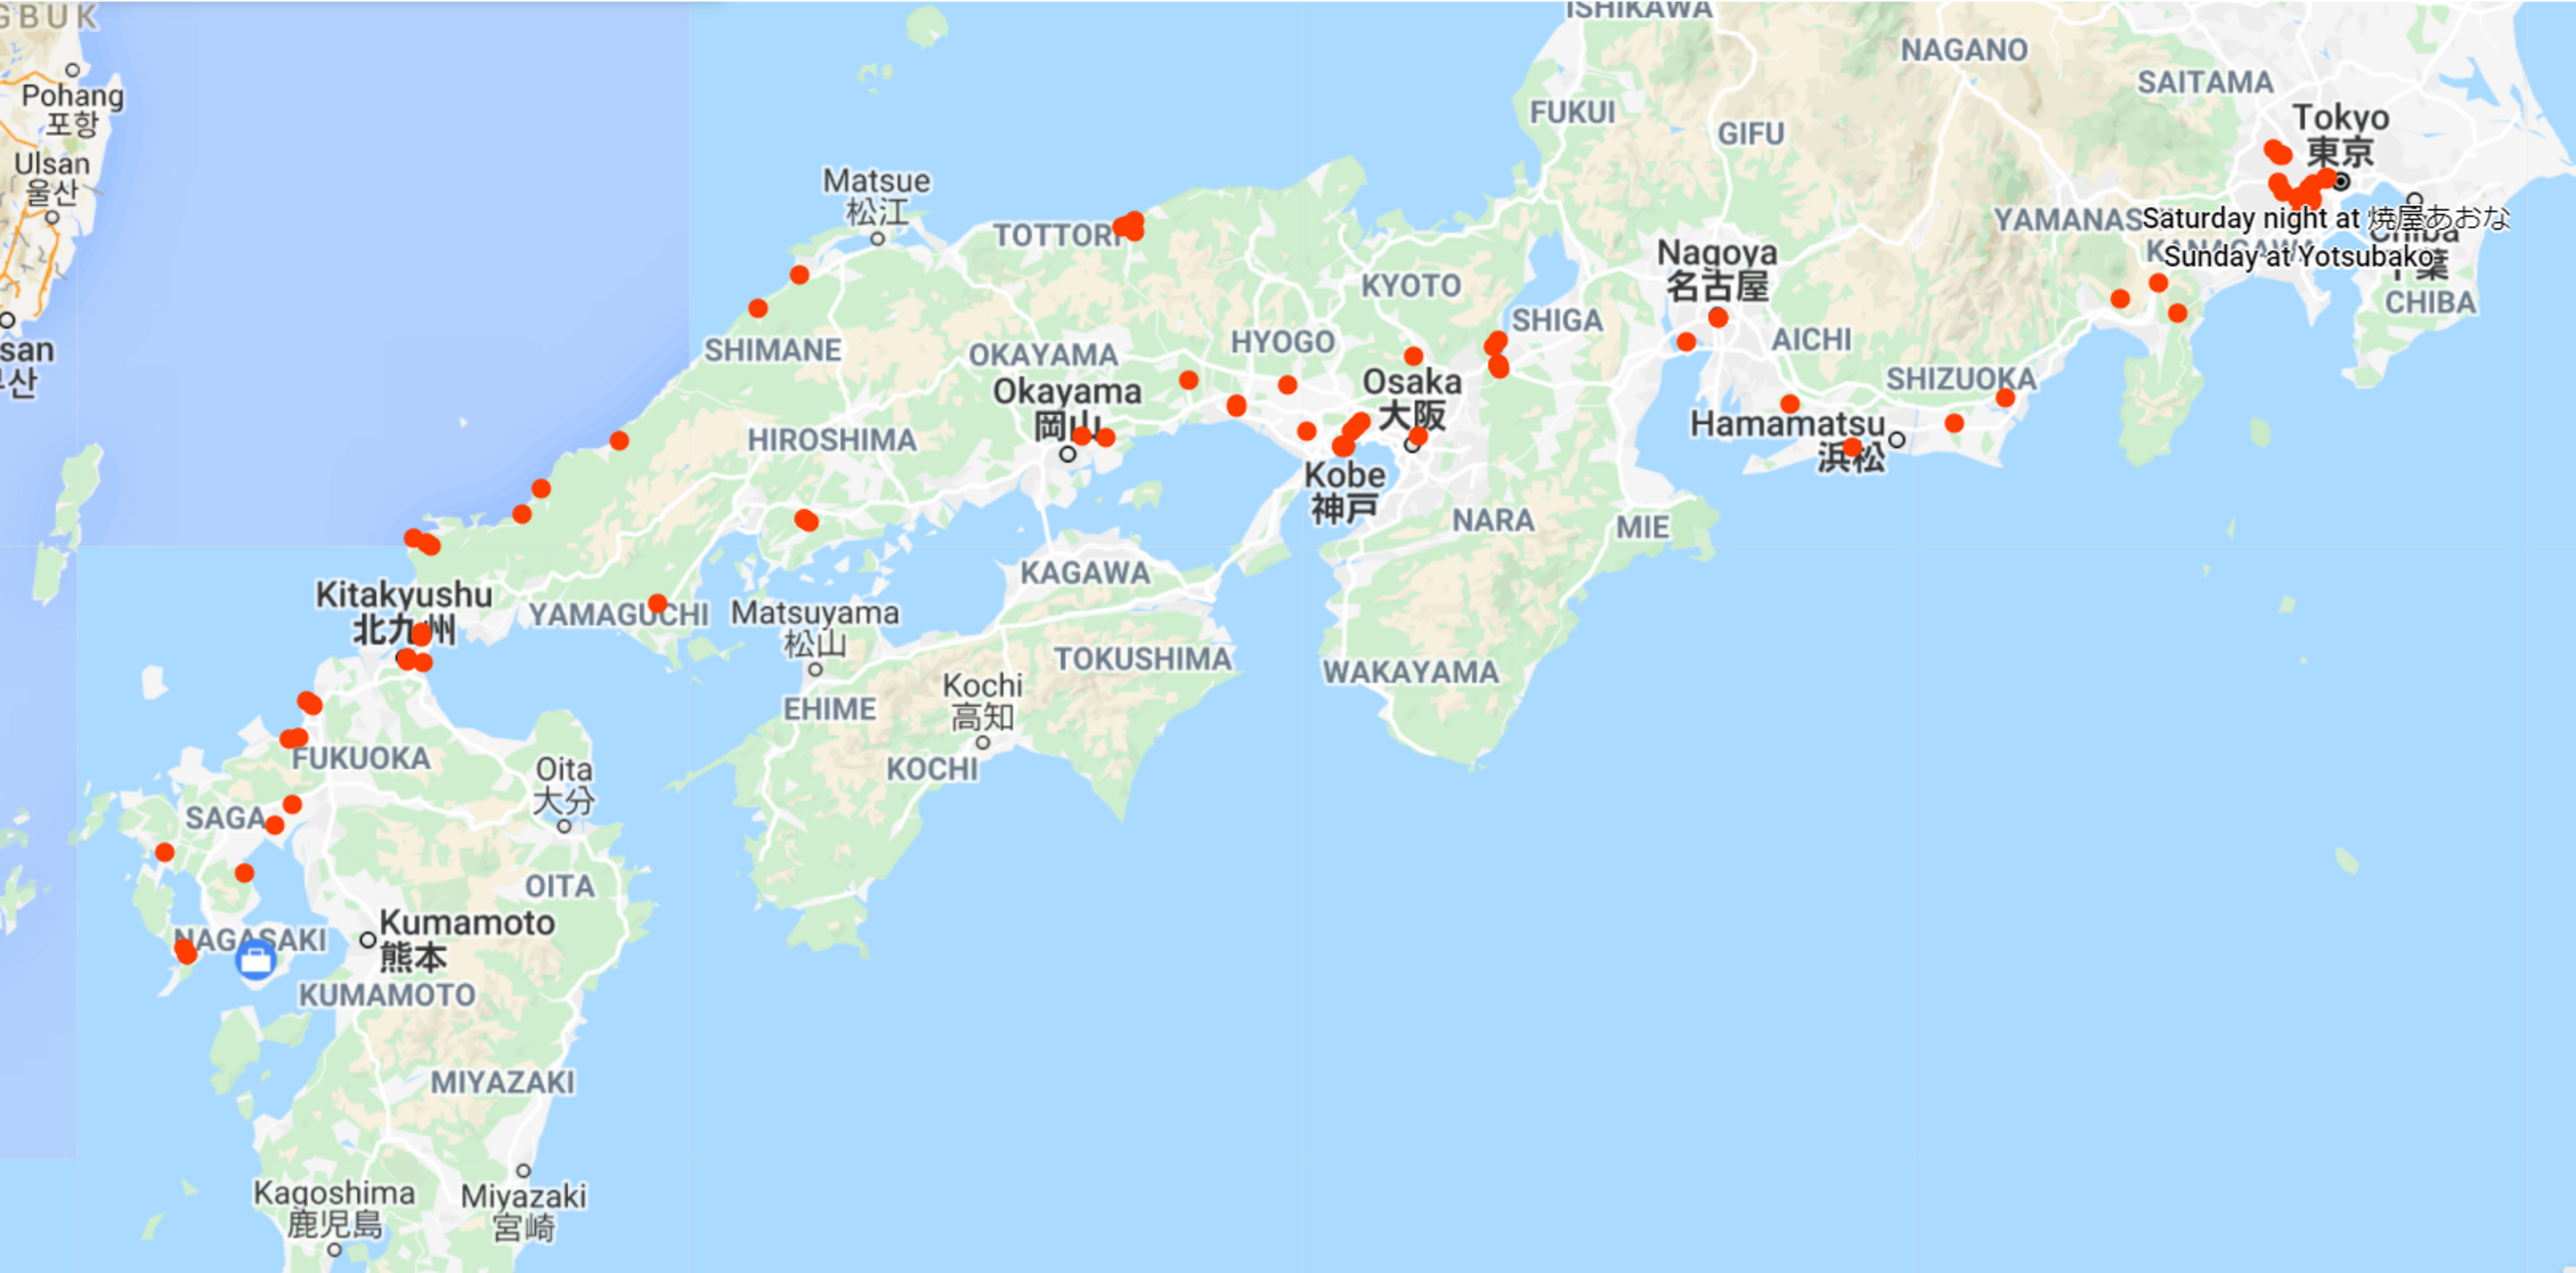 GBUK
ISHIKAWA
NAGANO
Pohang
포항
SAITAMA
FUKUI
GIFU
Tokyo
東京
Ulsan
울산
Matsue
松江
TOTTORI
YAMANAS
Saturday night at 焼屋あおな
Sunday at Yotsubako
KANAGAWA
Chiba
千葉
CHIBA
Nagoya
名古屋
KYOTO
SHIGA
AICHI
HYOGO
SHIMANE
OKAYAMA
san
산
Okayama
岡山
Osaka
大阪
SHIZUOKA
Hamamatsu
浜松
HIROSHIMA
Kobe
神戸
NARA
MIE
KAGAWA
Kitakyushu
北九州
YAMAGUCHI
Matsuyama
松山
TOKUSHIMA
WAKAYAMA
Kochi
高知
EHIME
KOCHI
FUKUOKA
Oita
大分
SAGA
OITA
Kumamoto
熊本
NAGASAKI
KUMAMOTO
MIYAZAKI
Kagoshima
鹿児島
Miyazaki
宮崎